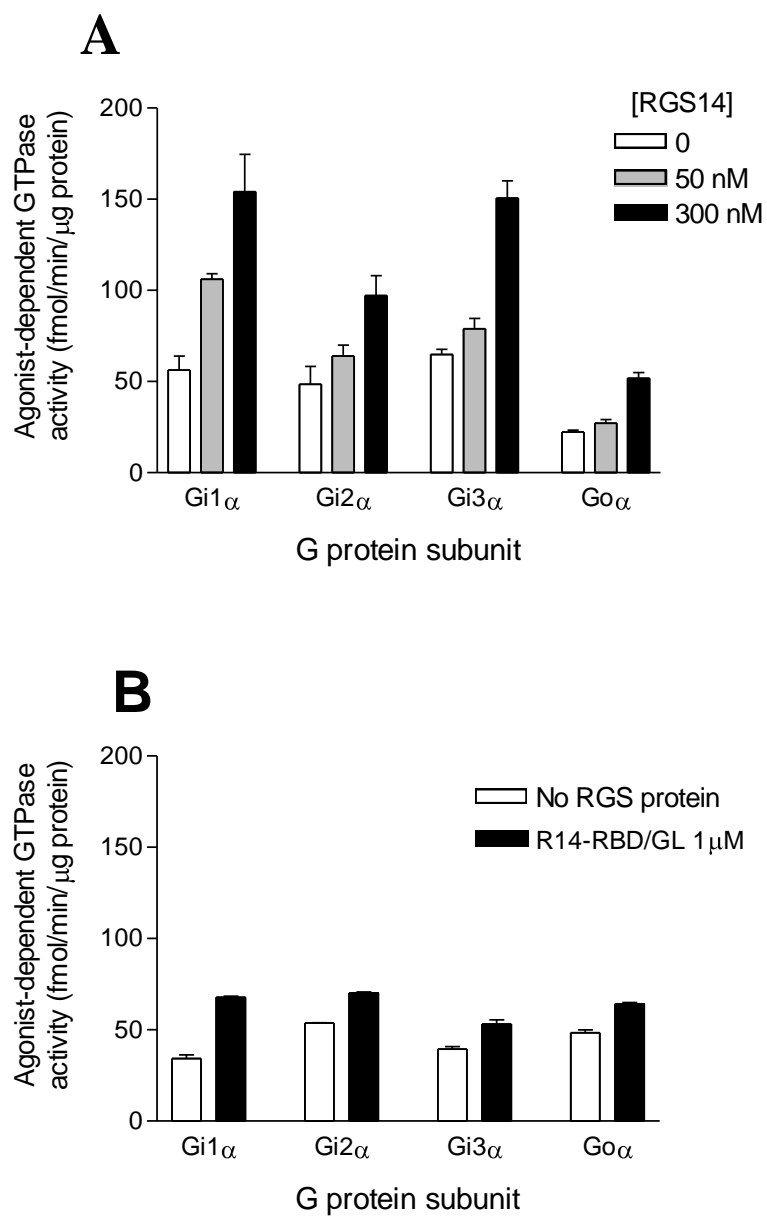 A
[RGS14]
0
50 nM
300 nM
Agonist-dependent GTPase
activity (fmol/min/μg protein)
200
150
100
50
0
Gi1α Gi2α Gi3α Goα
G protein subunit
B
No RGS protein
R14-RBD/GL 1μM
Agonist-dependent GTPase
activity (fmol/min/μg protein)
200
150
100
50
0
Gi1α Gi2α Gi3α Goα
G protein subunit